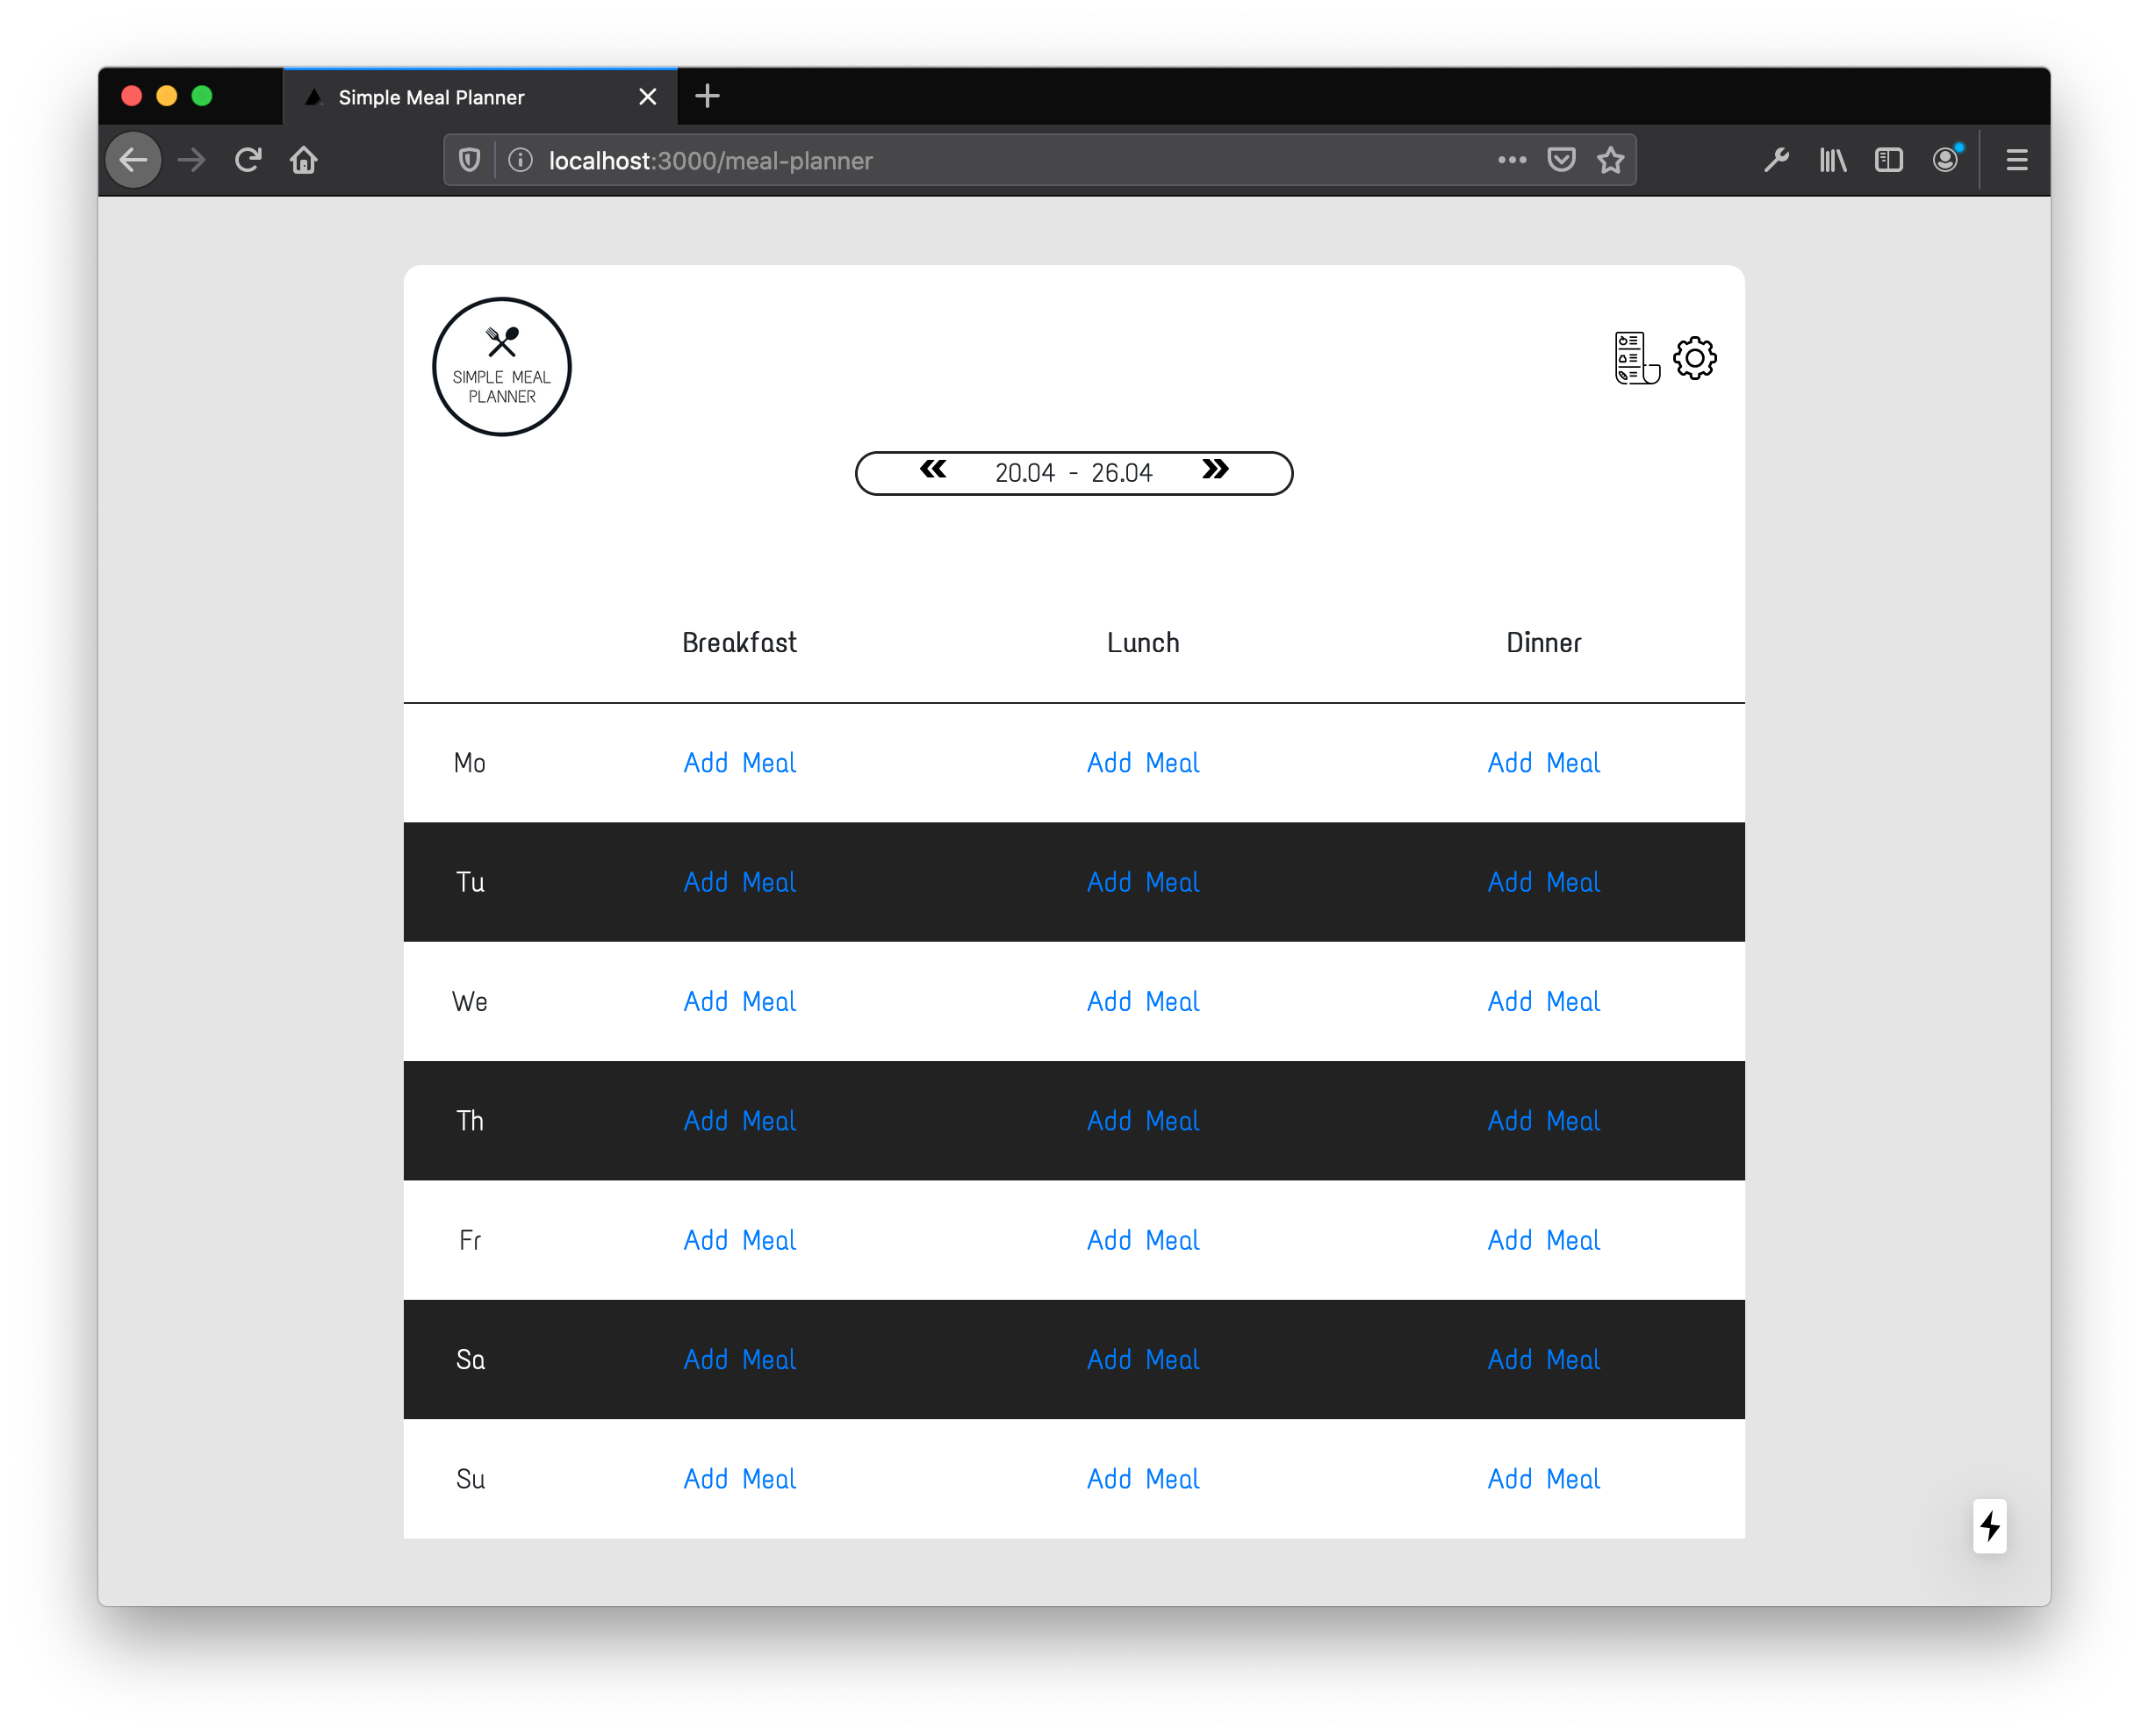 Simple Meal Planner
localhost:3000/meal-planner
SIMPLE MEAL
PLANNER
20.04 - 26.04
Breakfast Lunch Dinner
Mo Add Meal Add Meal Add Meal
Tu Add Meal Add Meal Add Meal
We Add Meal Add Meal Add Meal
Th Add Meal Add Meal Add Meal
Fr Add Meal Add Meal Add Meal
Sa Add Meal Add Meal Add Meal
Su Add Meal Add Meal Add Meal